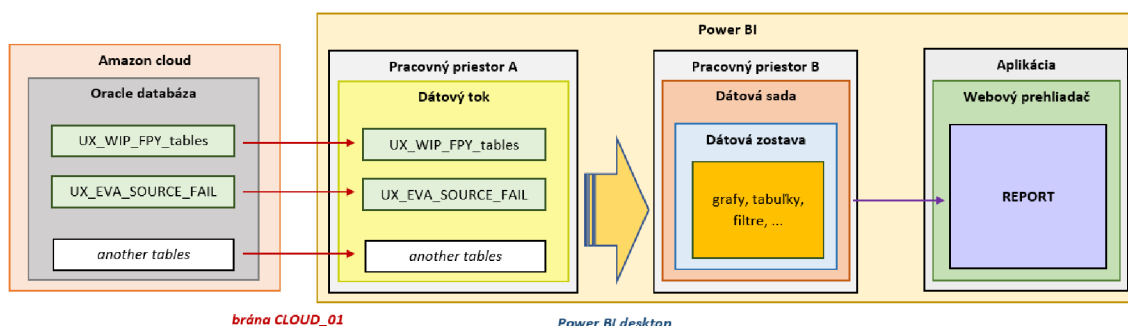 Power BI
Amazon cloud
Oracle databáza
UX_WIP_FPY_tables
UX_EVA_SOURCE_FAIL
another tables
Pracovný priestor A
Dátový tok
UX_WIP_FPY_tables
UX_EVA_SOURCE_FAIL
another tables
Pracovný priestor B
Dátová sada
Dátová zostava
grafy, tabuľky,
filtre, ...
Aplikácia
Webový prehliadač
REPORT
brána CLOUD_01
Power BI desktop